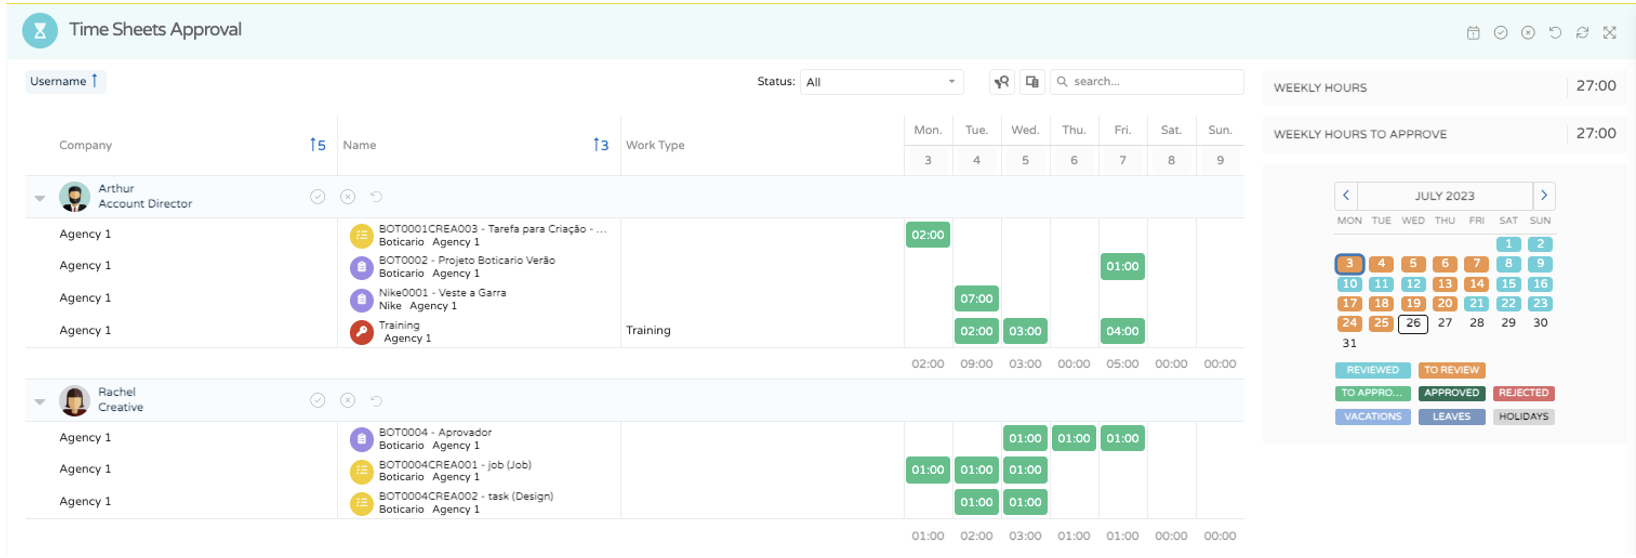 Time Sheets Approval
Username
Status: All
search...
WEEKLY HOURS 27:00
WEEKLY HOURS TO APPROVE 27:00
Company 5 Name 3 Work Type Mon. Tue. Wed. Thu. Fri. Sat. Sun.
3 4 5 6 7 8 9
Arthur
Account Director
Agency 1 BOT0001CREA003 - Tarefa para Criação - ... 02:00
Boticario Agency 1
Agency 1 BOT0002 - Projeto Boticario Verão 01:00
Boticario Agency 1
Agency 1 Nike0001 - Veste a Garra 07:00
Nike Agency 1
Agency 1 Training Training 02:00 03:00 04:00
Agency 1
02:00 09:00 03:00 00:00 05:00 00:00 00:00
Rachel
Creative
Agency 1 BOT0004 - Aprovador 01:00 01:00 01:00
Boticario Agency 1
Agency 1 BOT0004CREA001 - job (Job) 01:00 01:00 01:00
Boticario Agency 1
Agency 1 BOT0004CREA002 - task (Design) 01:00 01:00
Boticario Agency 1
01:00 02:00 03:00 01:00 01:00 00:00 00:00
JULY 2023
MON TUE WED THU FRI SAT SUN
1 2
3 4 5 6 7 8 9
10 11 12 13 14 15 16
17 18 19 20 21 22 23
24 25 26 27 28 29 30
31
REVIEWED TO REVIEW
TO APPRO... APPROVED REJECTED
VACATIONS LEAVES HOLIDAYS